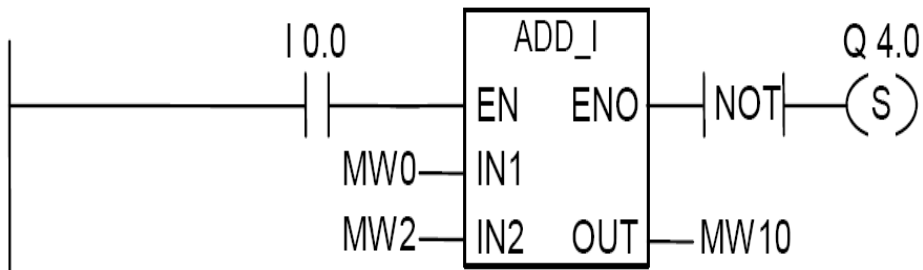 I 0.0
ADD_I
Q 4.0
EN
ENO
NOT
S
MW0
IN1
MW2
IN2
OUT
MW10